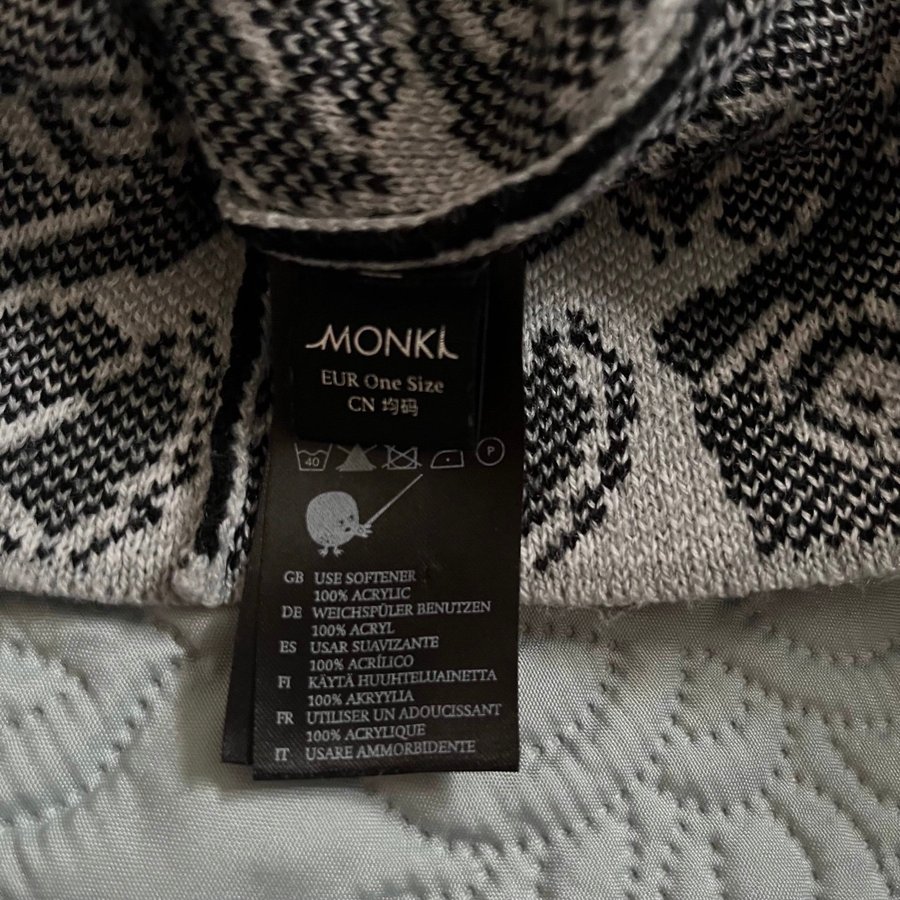 MONKI
EUR One Size
CN 均码
40 P
GB USE SOFTENER
100% ACRYLIC
DE WEICHSPÜLER BENUTZEN
100% ACRYL
ES USAR SUAVIZANTE
100% ACRÍLICO
FI KÄYTÄ HUUHTELUAINETTA
100% AKRYYLIA
FR UTILISER UN ADOUCISSANT
100% ACRYLIQUE
IT USARE AMMORBIDENTE